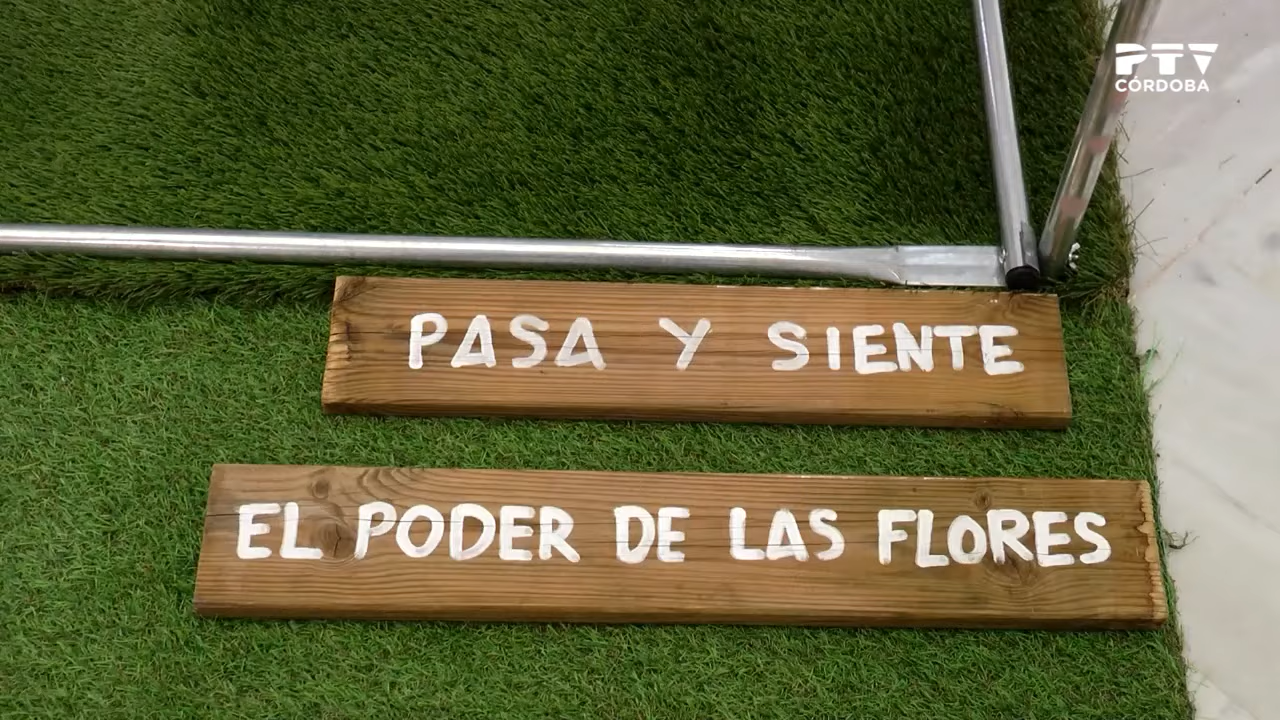 PTV
CÓRDOBA
PASA Y SIENTE
EL PODER DE LAS FLORES